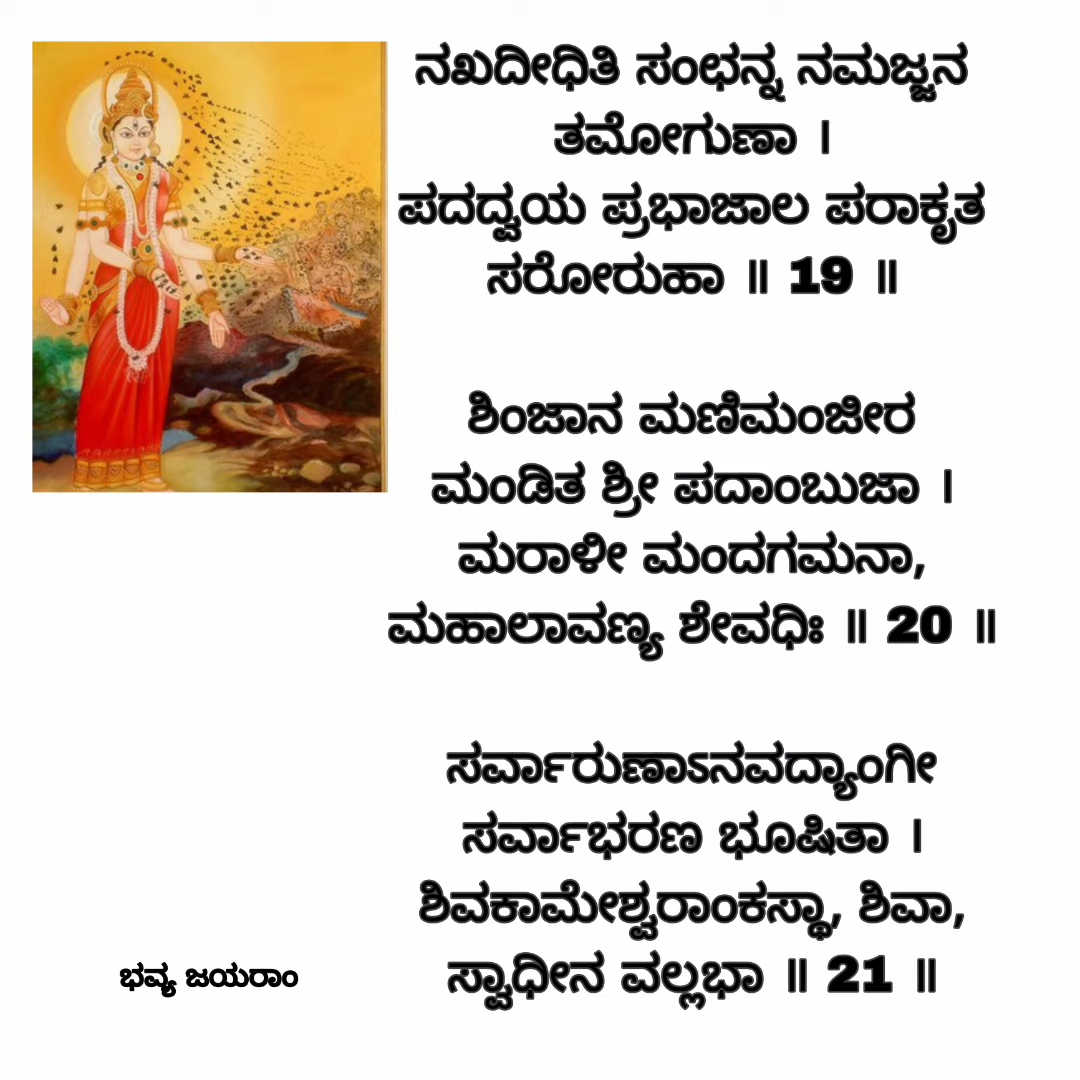 ನಖದೀಧಿತಿ ಸಂಛನ್ನ ನಮಜ್ಜನ
ತಮೋಗುಣಾ ।
ಪದದ್ವಯ ಪ್ರಭಾಜಾಲ ಪರಾಕೃತ
ಸರೋರುಹಾ ॥ 19 ॥
ಶಿಂಜಾನ ಮಣಿಮಂಜೀರ
ಮಂಡಿತ ಶ್ರೀ ಪದಾಂಬುಜಾ ।
ಮರಾಳೀ ಮಂದಗಮನಾ,
ಮಹಾಲಾವಣ್ಯ ಶೇವಧಿಃ ॥ 20 ॥
ಸರ್ವಾರುಣಾಽನವದ್ಯಾಂಗೀ
ಸರ್ವಾಭರಣ ಭೂಷಿತಾ ।
ಶಿವಕಾಮೇಶ್ವರಾಂಕಸ್ಥಾ, ಶಿವಾ,
ಸ್ವಾಧೀನ ವಲ್ಲಭಾ ॥ 21 ॥
ಭವ್ಯ ಜಯರಾಂ